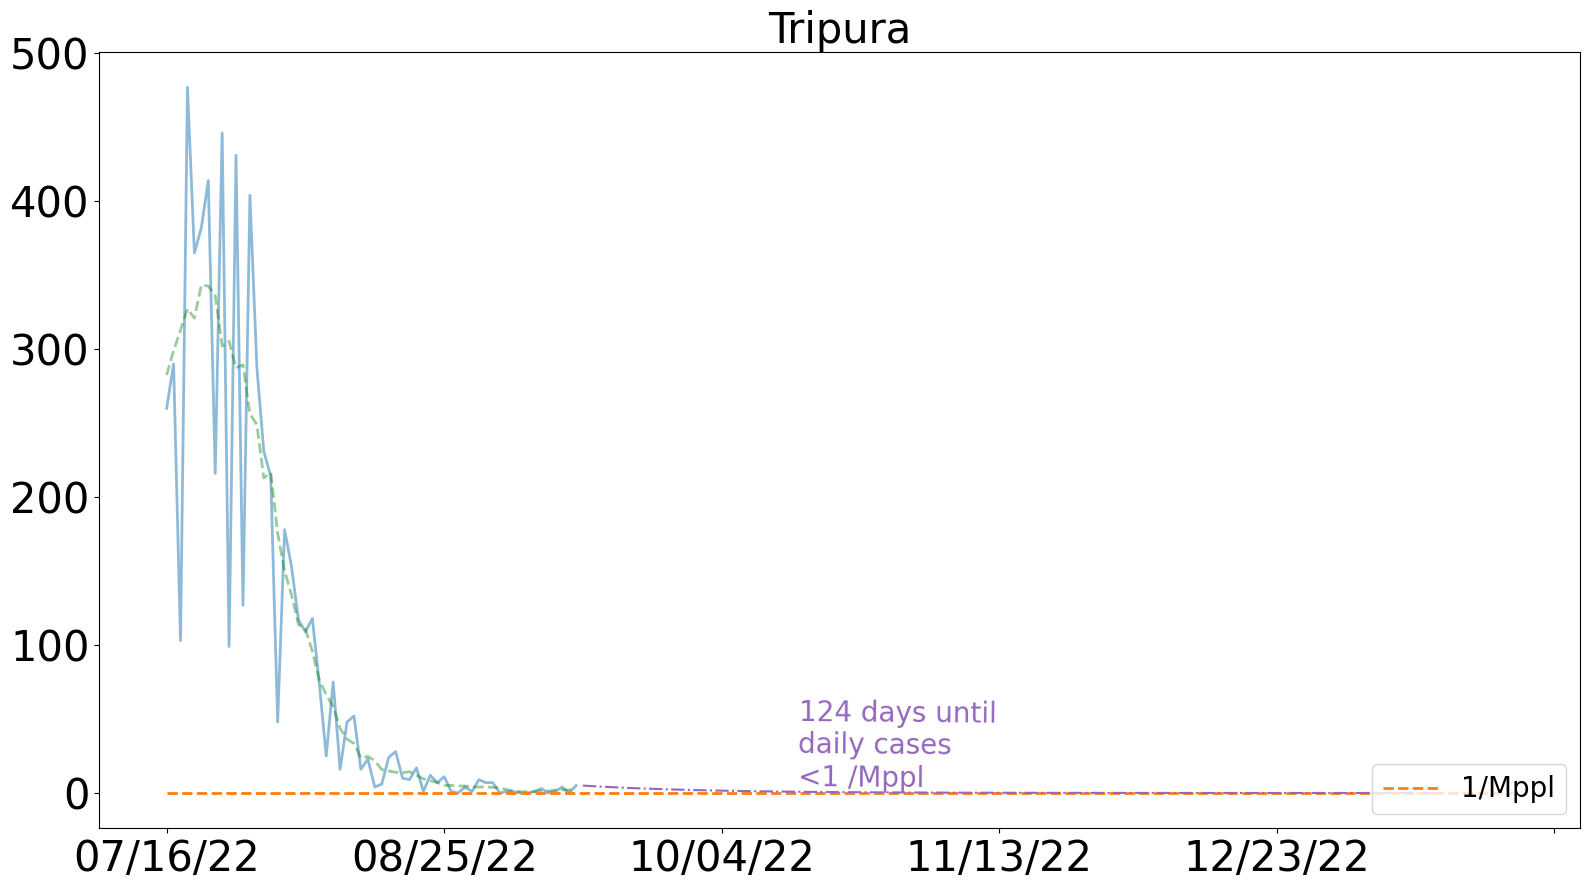 Tripura
500
400
300
200
100
0
124 days until
daily cases
<1 /Mppl
1/Mppl
07/16/22 08/25/22 10/04/22 11/13/22 12/23/22